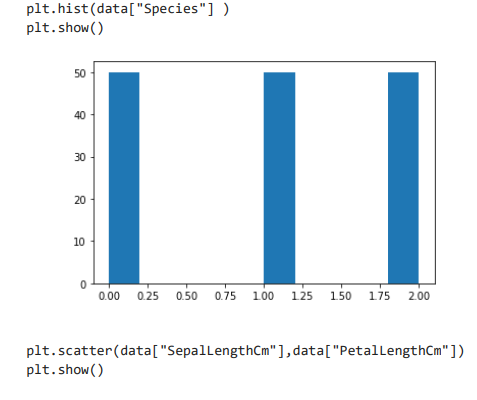 plt.hist(data["Species"] )
plt.show()
50
40
30
20
10
0
0.00 0.25 0.50 0.75 1.00 1.25 1.50 1.75 2.00
plt.scatter(data["SepalLengthCm"],data["PetalLengthCm"])
plt.show()